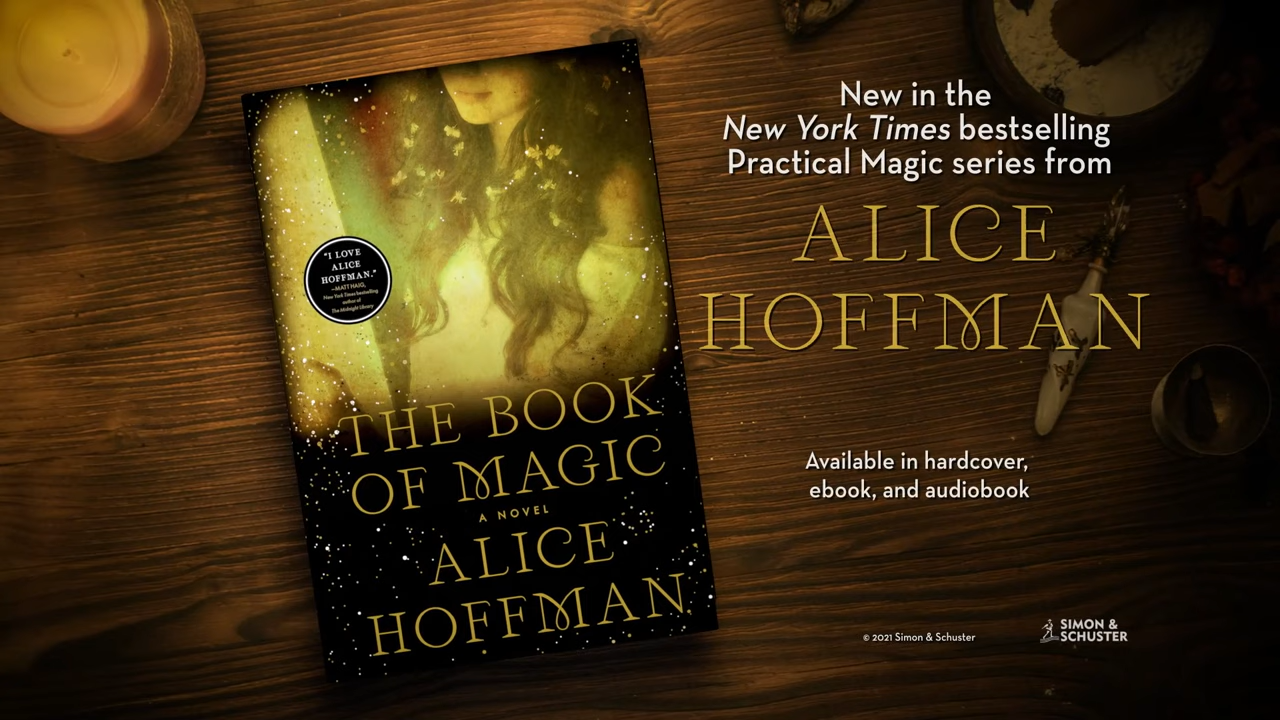 "I LOVE
ALICE
HOFFMAN."
—MATT HAIG,
New York Times bestselling
author of
The Midnight Library
THE BOOK
OF MAGIC
A NOVEL
ALICE
HOFFMAN
New in the
New York Times bestselling
Practical Magic series from
ALICE
HOFFMAN
Available in hardcover,
ebook, and audiobook
© 2021 Simon & Schuster
SIMON &
SCHUSTER